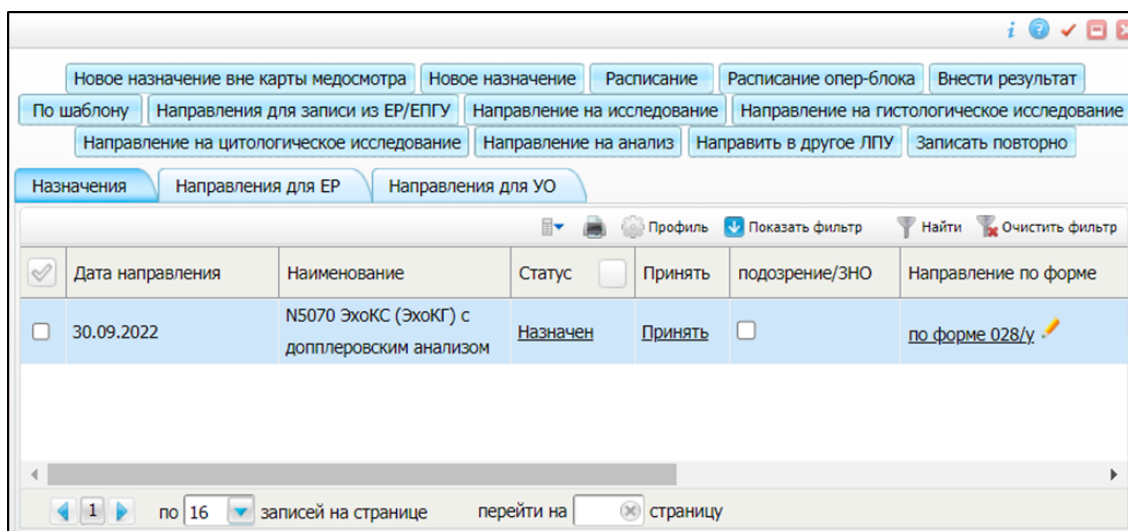 Новое назначение вне карты медосмотра Новое назначение Расписание Расписание опер-блока Внести результат
По шаблону Направления для записи из ЕР/ЕПГУ Направление на исследование Направление на гистологическое исследование
Направление на цитологическое исследование Направление на анализ Направить в другое ЛПУ Записать повторно
Назначения Направления для ЕР Направления для УО
Профиль Показать фильтр Найти Очистить фильтр
Дата направления Наименование Статус Принять подозрение/ЗНО Направление по форме
30.09.2022 N5070 ЭхоКС (ЭхоКГ) с допплеровским анализом Назначен Принять по форме 028/у
1 по 16 записей на странице перейти на страницу